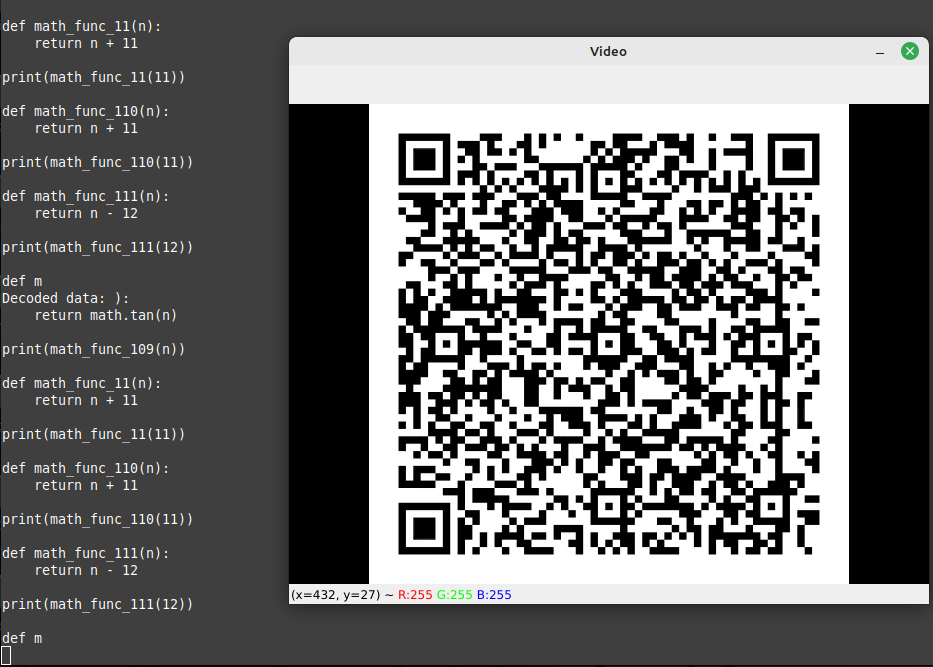 def math_func_11(n):
    return n + 11
print(math_func_11(11))
def math_func_110(n):
    return n + 11
print(math_func_110(11))
def math_func_111(n):
    return n - 12
print(math_func_111(12))
def m
Decoded data: ):
    return math.tan(n)
print(math_func_109(n))
def math_func_11(n):
    return n + 11
print(math_func_11(11))
def math_func_110(n):
    return n + 11
print(math_func_110(11))
def math_func_111(n):
    return n - 12
print(math_func_111(12))
def m
Video
(x=432, y=27) ~ R:255 G:255 B:255